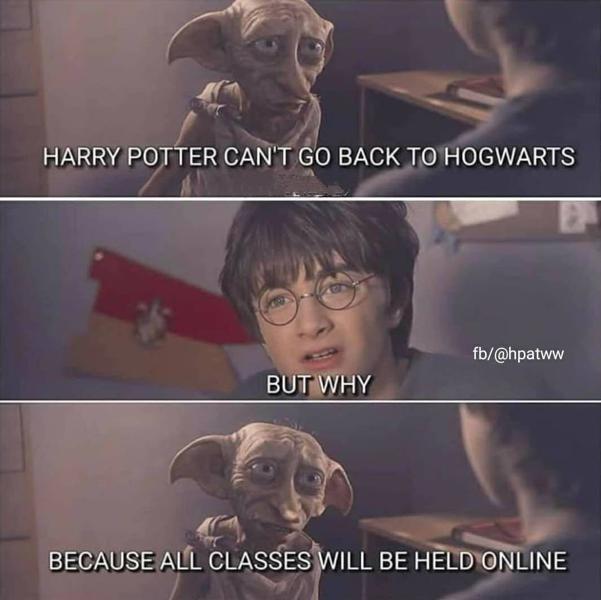 HARRY POTTER CAN'T GO BACK TO HOGWARTS
fb/@hpatww
BUT WHY
BECAUSE ALL CLASSES WILL BE HELD ONLINE